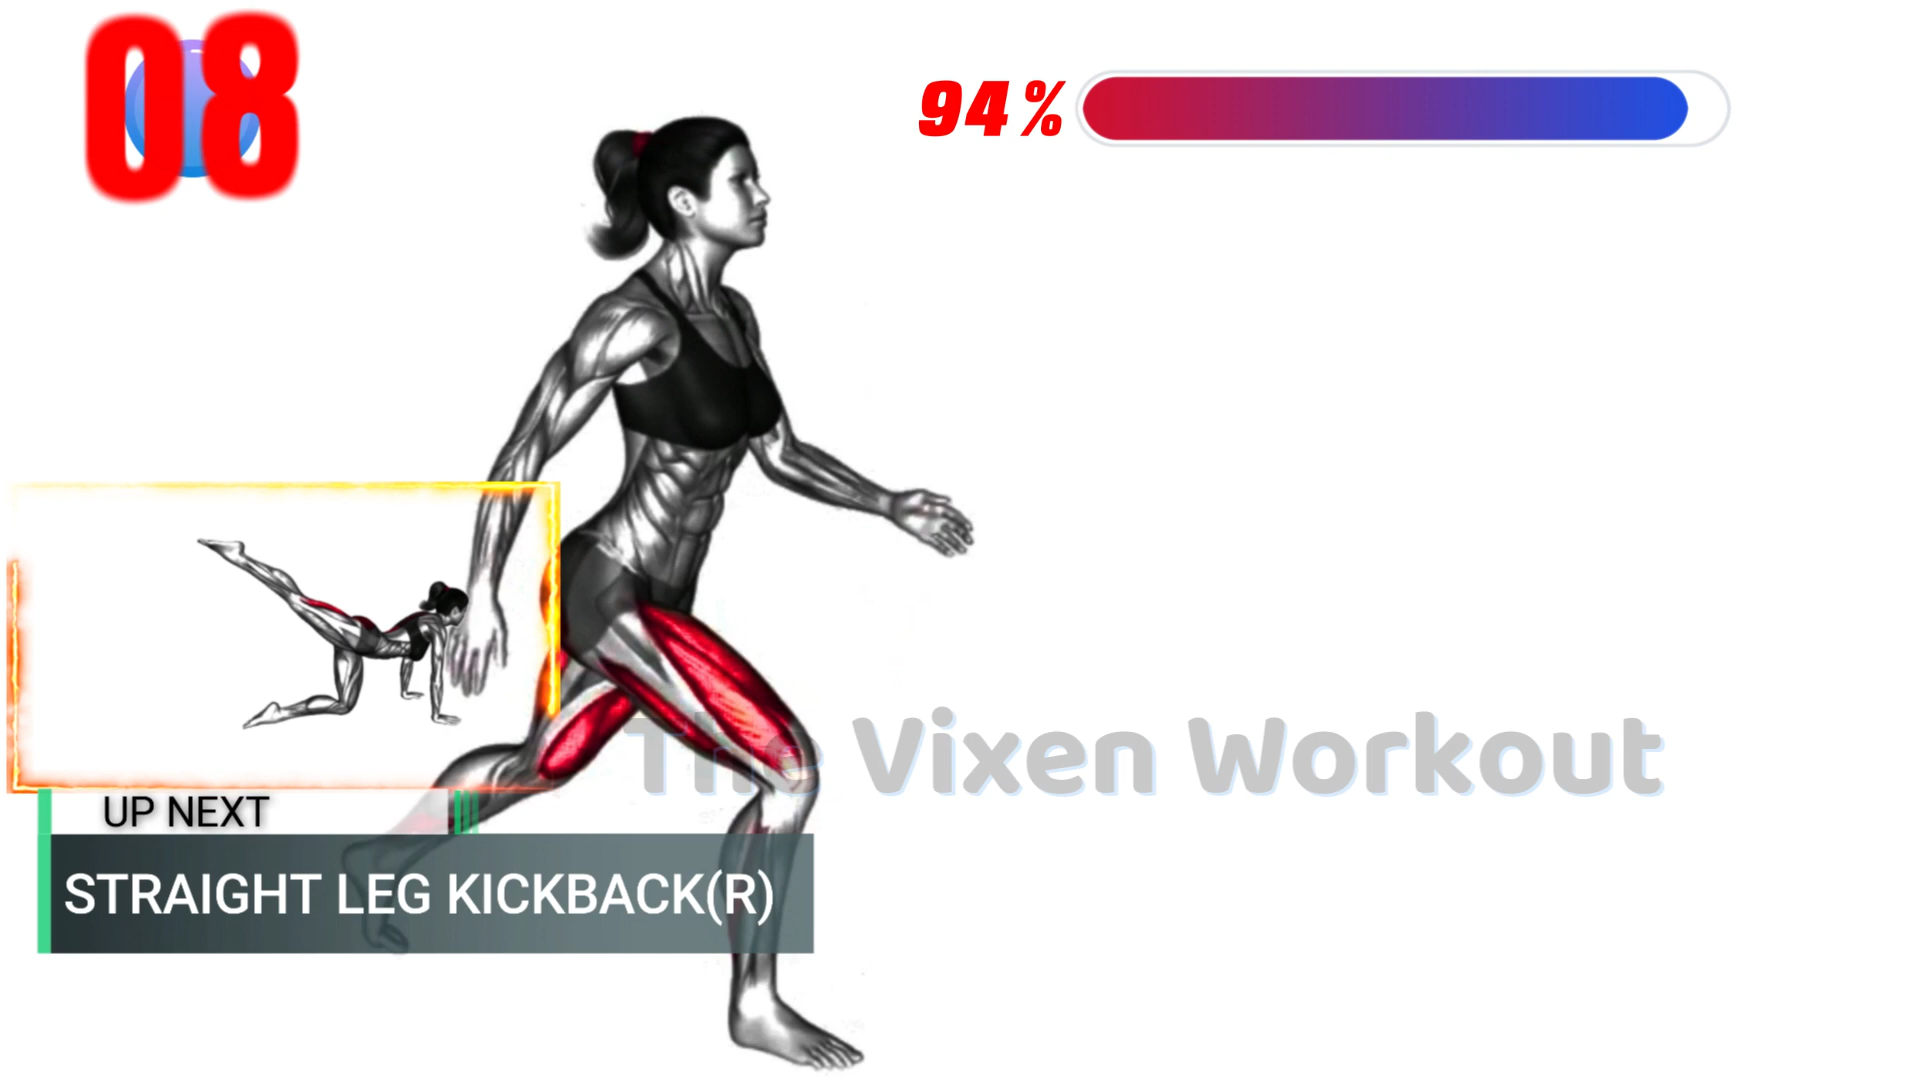 08
94%
The Vixen Workout
UP NEXT
STRAIGHT LEG KICKBACK(R)